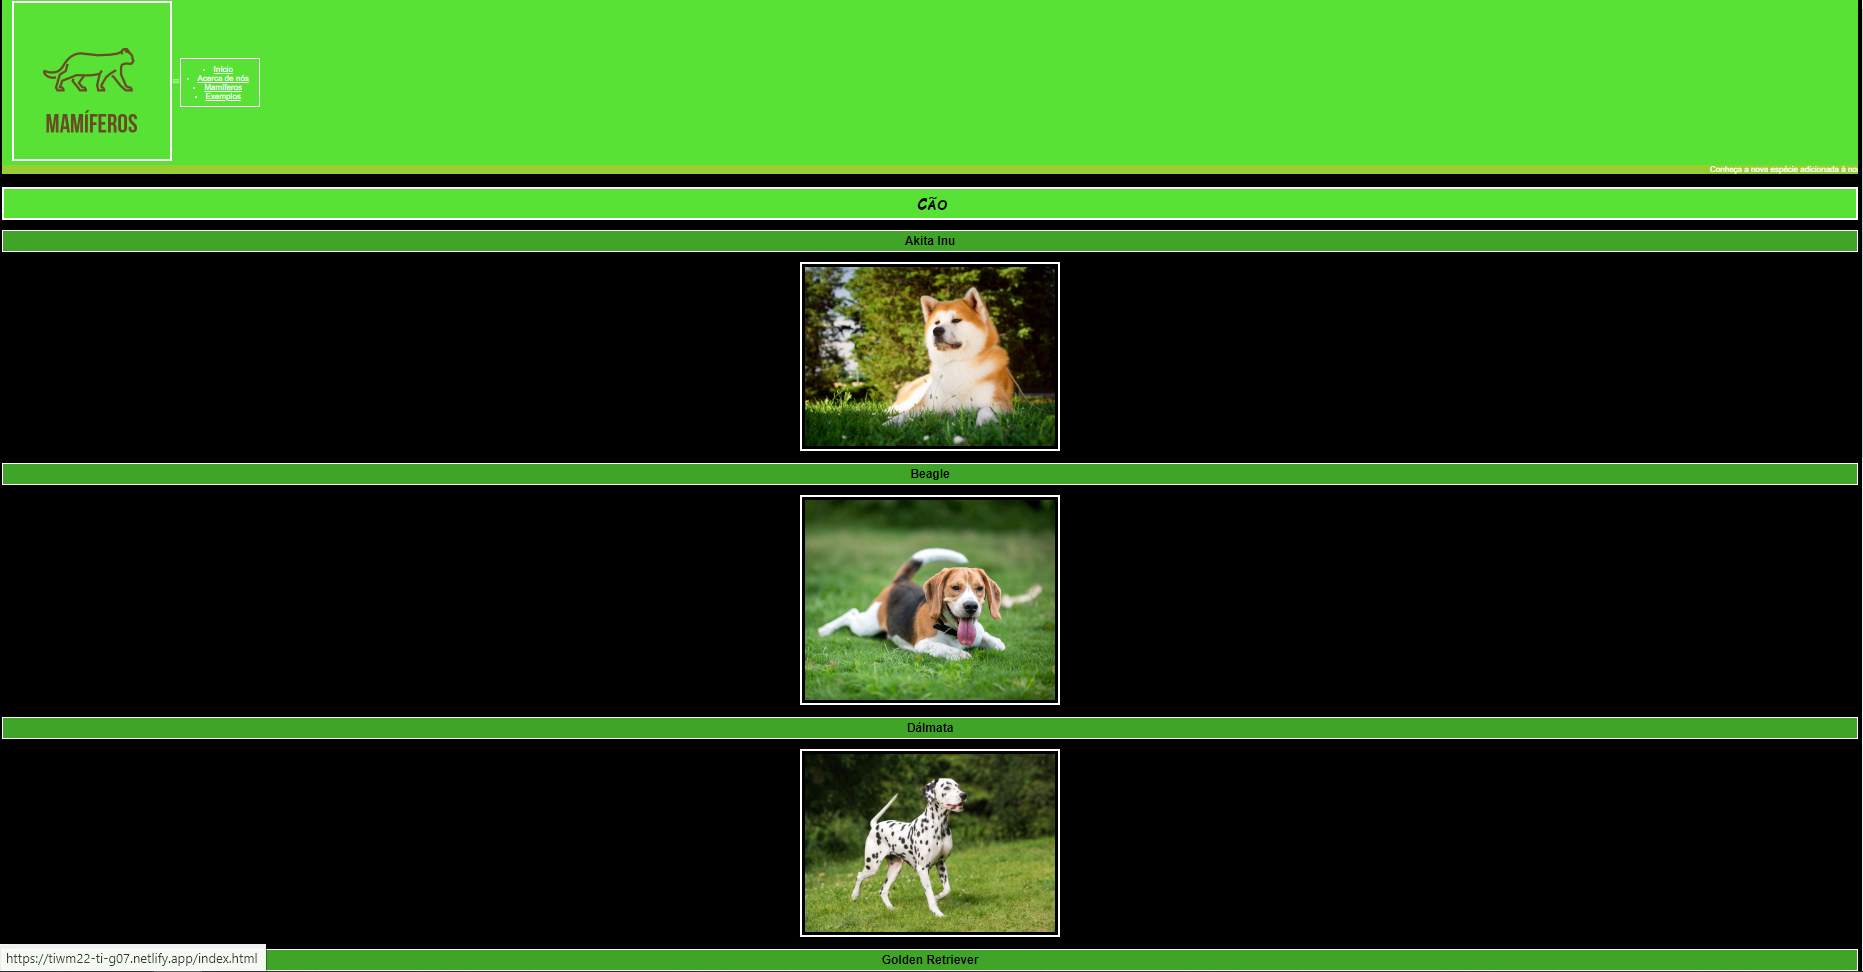 MAMÍFEROS
=
Início
Acerca de nós
Mamíferos
Exemplos
Conheça a nova espécie adicionada à no
Cão
Akita Inu
Beagle
Dálmata
Golden Retriever
https://tiwm22-ti-g07.netlify.app/index.html